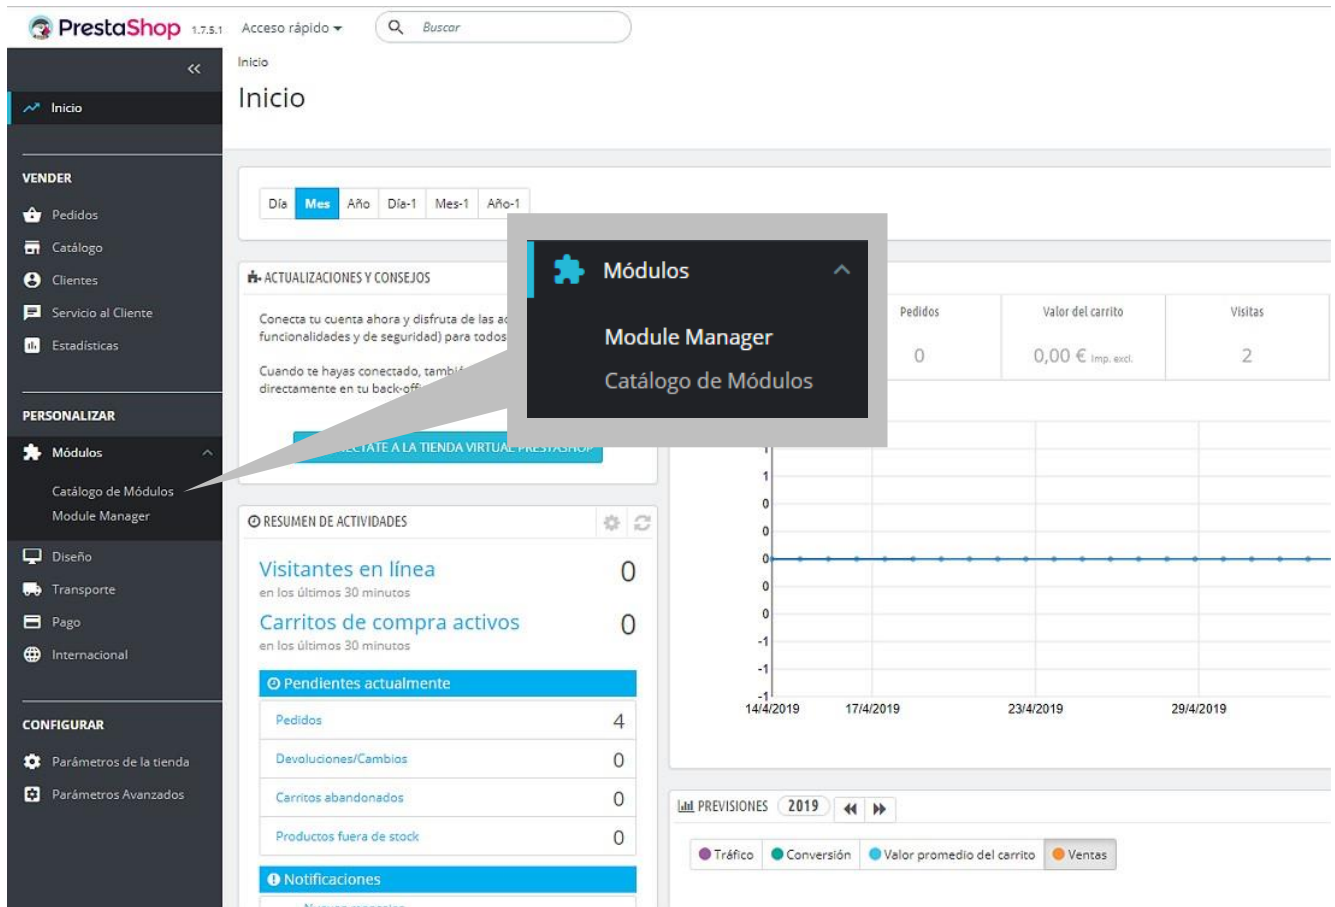 PrestaShop 1.7.5.1 Acceso rápido Buscar
Inicio
Inicio
Inicio
VENDER
Pedidos
Catálogo
Clientes
Servicio al Cliente
Estadísticas
PERSONALIZAR
Módulos
Catálogo de Módulos
Module Manager
Diseño
Transporte
Pago
Internacional
CONFIGURAR
Parámetros de la tienda
Parámetros Avanzados
Día Mes Año Día-1 Mes-1 Año-1
ACTUALIZACIONES Y CONSEJOS
Conecta tu cuenta ahora y disfruta de las
funcionalidades y de seguridad) para todos
Cuando te hayas conectado,
directamente en tu
A LA TIENDA VIRTUAL PRESTASHOP
Módulos
Module Manager
Catálogo de Módulos
RESUMEN DE ACTIVIDADES
Visitantes en línea 0
en los últimos 30 minutos
Carritos de compra activos 0
en los últimos 30 minutos
Pendientes actualmente
Pedidos 4
Devoluciones/Cambios 0
Carritos abandonados 0
Productos fuera de stock 0
Notificaciones
Pedidos Valor del carrito Visitas
0 0,00 € Imp. excl. 2
1
1
0
0
0
0
0
-1
-1
-1
14/4/2019 17/4/2019 23/4/2019 29/4/2019
PREVISIONES 2019
Tráfico Conversión Valor promedio del carrito Ventas